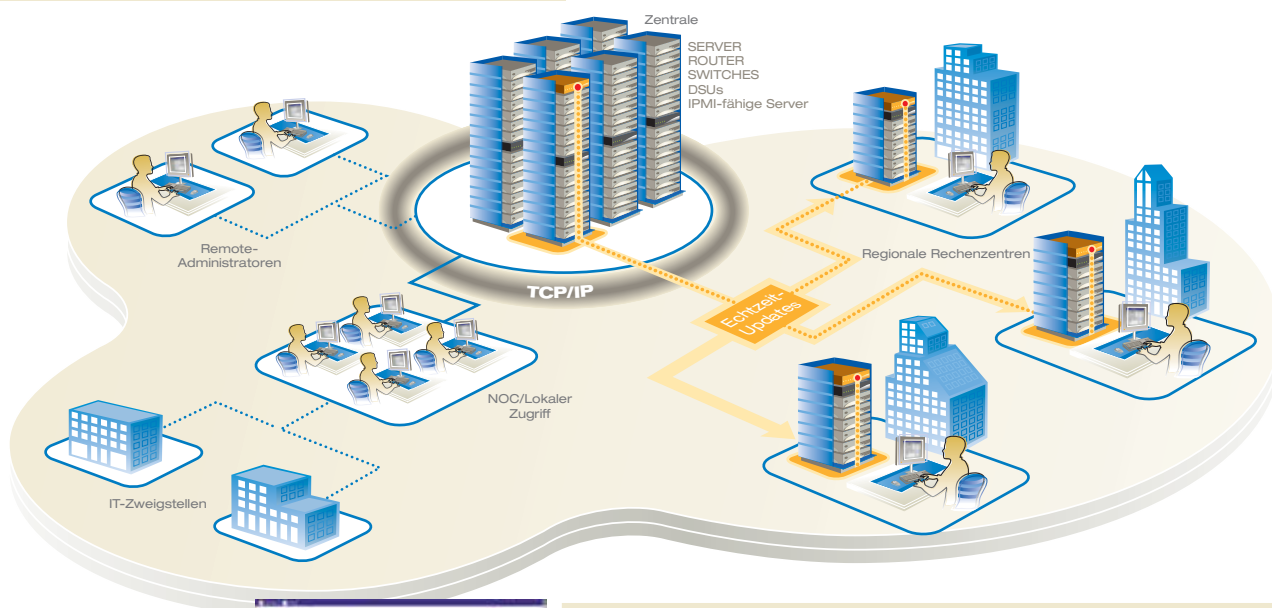 Zentrale
SERVER
ROUTER
SWITCHES
DSUs
IPMI-fähige Server
Remote-
Administratoren
TCP/IP
Regionale Rechenzentren
Echtzeit-
Updates
NOC/Lokaler
Zugriff
IT-Zweigstellen